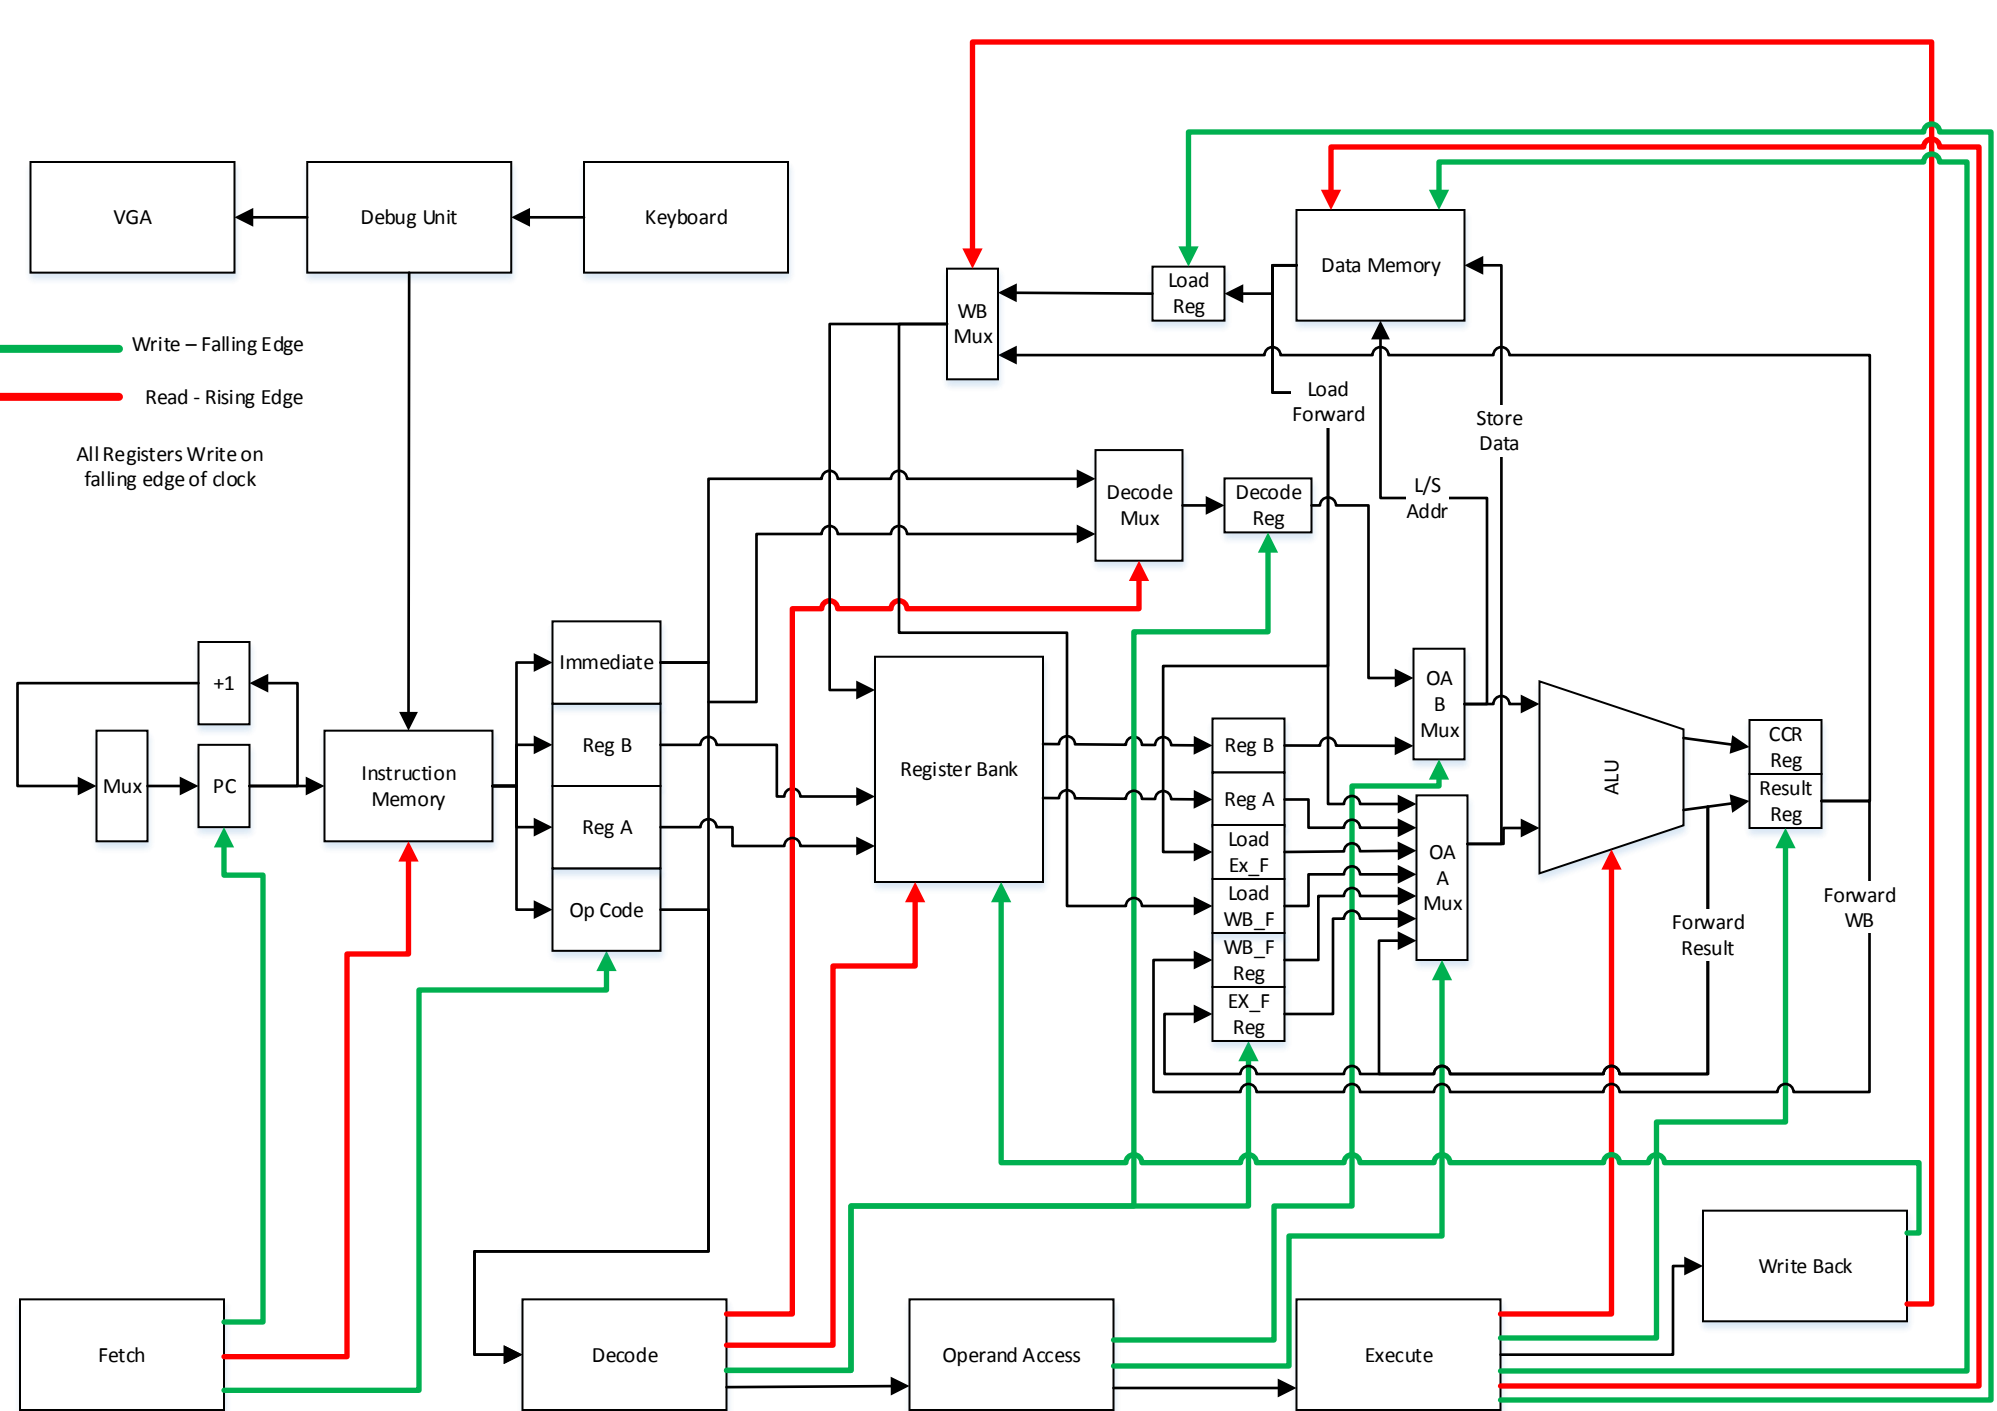 VGA
Debug Unit
Keyboard
Data Memory
Load
Reg
WB
Mux
Write – Falling Edge
Read - Rising Edge
All Registers Write on
falling edge of clock
Load
Forward
Store
Data
L/S
Addr
Decode
Mux
Decode
Reg
+1
Mux
PC
Instruction
Memory
Immediate
Reg B
Reg A
Op Code
Register Bank
Reg B
Reg A
Load
Ex_F
Load
WB_F
WB_F
Reg
EX_F
Reg
OA
B
Mux
OA
A
Mux
ALU
CCR
Reg
Result
Reg
Forward
Result
Forward
WB
Fetch
Decode
Operand Access
Execute
Write Back